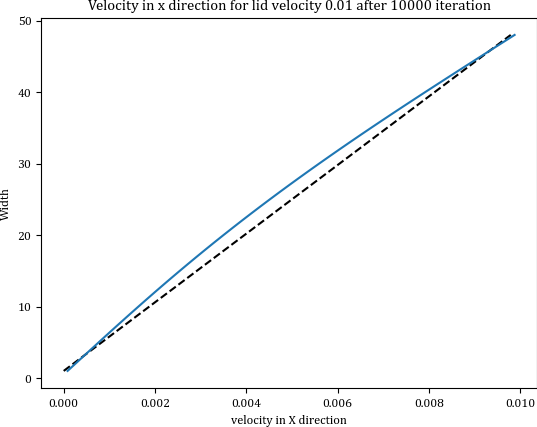 Velocity in x direction for lid velocity 0.01 after 10000 iteration
50
40
30
20
10
0
Width
0.000 0.002 0.004 0.006 0.008 0.010
velocity in X direction